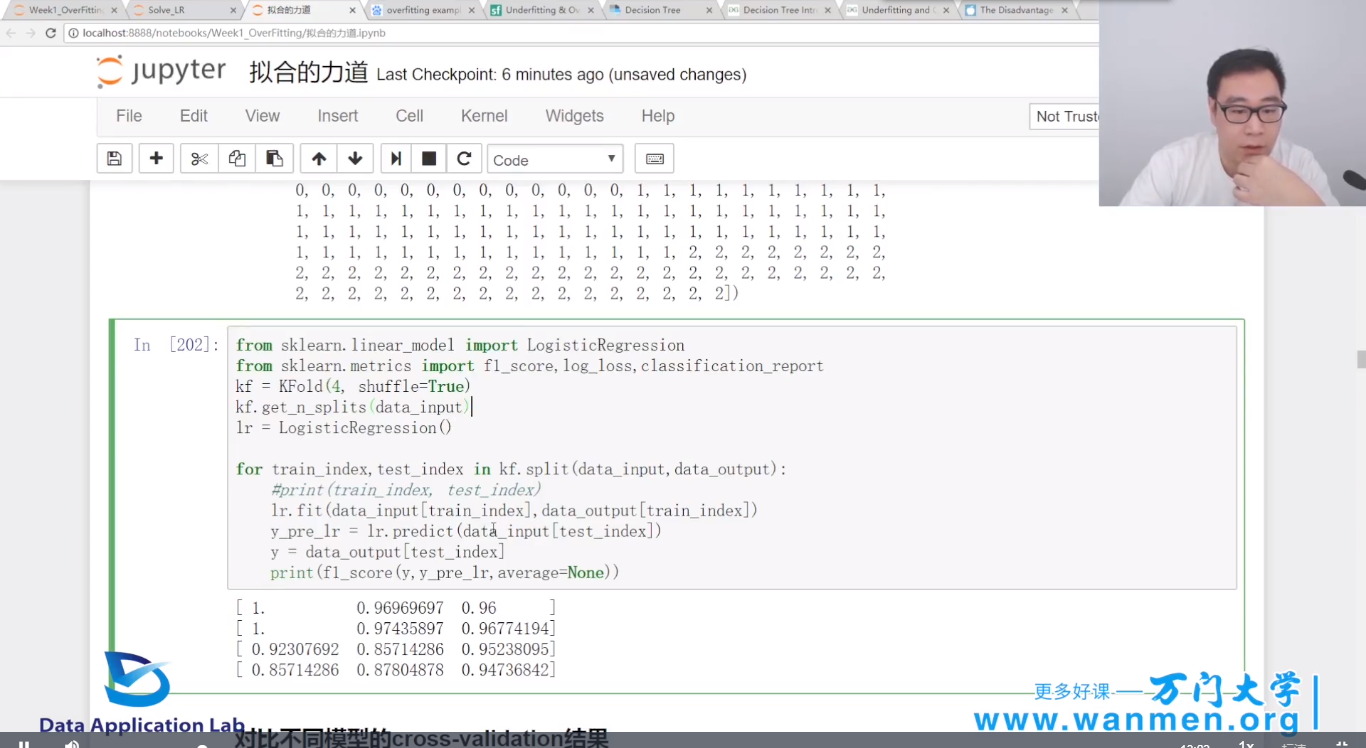 Week1_OverFittin
Solve_LR
拟合的力道
overfitting exampl
Underfitting & Ov
Decision Tree
Decision Tree Intr
Underfitting and O
The Disadvantage
localhost:8888/notebooks/Week1_OverFitting/拟合的力道.ipynb
jupyter 拟合的力道 Last Checkpoint: 6 minutes ago (unsaved changes)
File Edit View Insert Cell Kernel Widgets Help
Not Truste
Code
0, 0, 0, 0, 0, 0, 0, 0, 0, 0, 0, 0, 0, 1, 1, 1, 1, 1, 1, 1, 1, 1, 1,
1, 1, 1, 1, 1, 1, 1, 1, 1, 1, 1, 1, 1, 1, 1, 1, 1, 1, 1, 1, 1, 1, 1,
1, 1, 1, 1, 1, 1, 1, 1, 1, 1, 1, 1, 1, 1, 1, 1, 1, 1, 1, 1, 1, 1, 1,
1, 1, 1, 1, 1, 1, 1, 1, 1, 1, 1, 1, 1, 1, 1, 2, 2, 2, 2, 2, 2, 2, 2,
2, 2, 2, 2, 2, 2, 2, 2, 2, 2, 2, 2, 2, 2, 2, 2, 2, 2, 2, 2, 2, 2, 2,
2, 2, 2, 2, 2, 2, 2, 2, 2, 2, 2, 2, 2, 2, 2, 2, 2])
In [202]:
from sklearn.linear_model import LogisticRegression
from sklearn.metrics import f1_score,log_loss,classification_report
kf = KFold(4, shuffle=True)
kf.get_n_splits(data_input)
lr = LogisticRegression()
for train_index,test_index in kf.split(data_input,data_output):
#print(train_index, test_index)
lr.fit(data_input[train_index],data_output[train_index])
y_pre_lr = lr.predict(data_input[test_index])
y = data_output[test_index]
print(f1_score(y,y_pre_lr,average=None))
[ 1. 0.96969697 0.96 ]
[ 1. 0.97435897 0.96774194]
[ 0.92307692 0.85714286 0.95238095]
[ 0.85714286 0.87804878 0.94736842]
更多好课 万门大学
www.wanmen.org
Data Application Lab
对比不同模型的cross-validation结果
1x